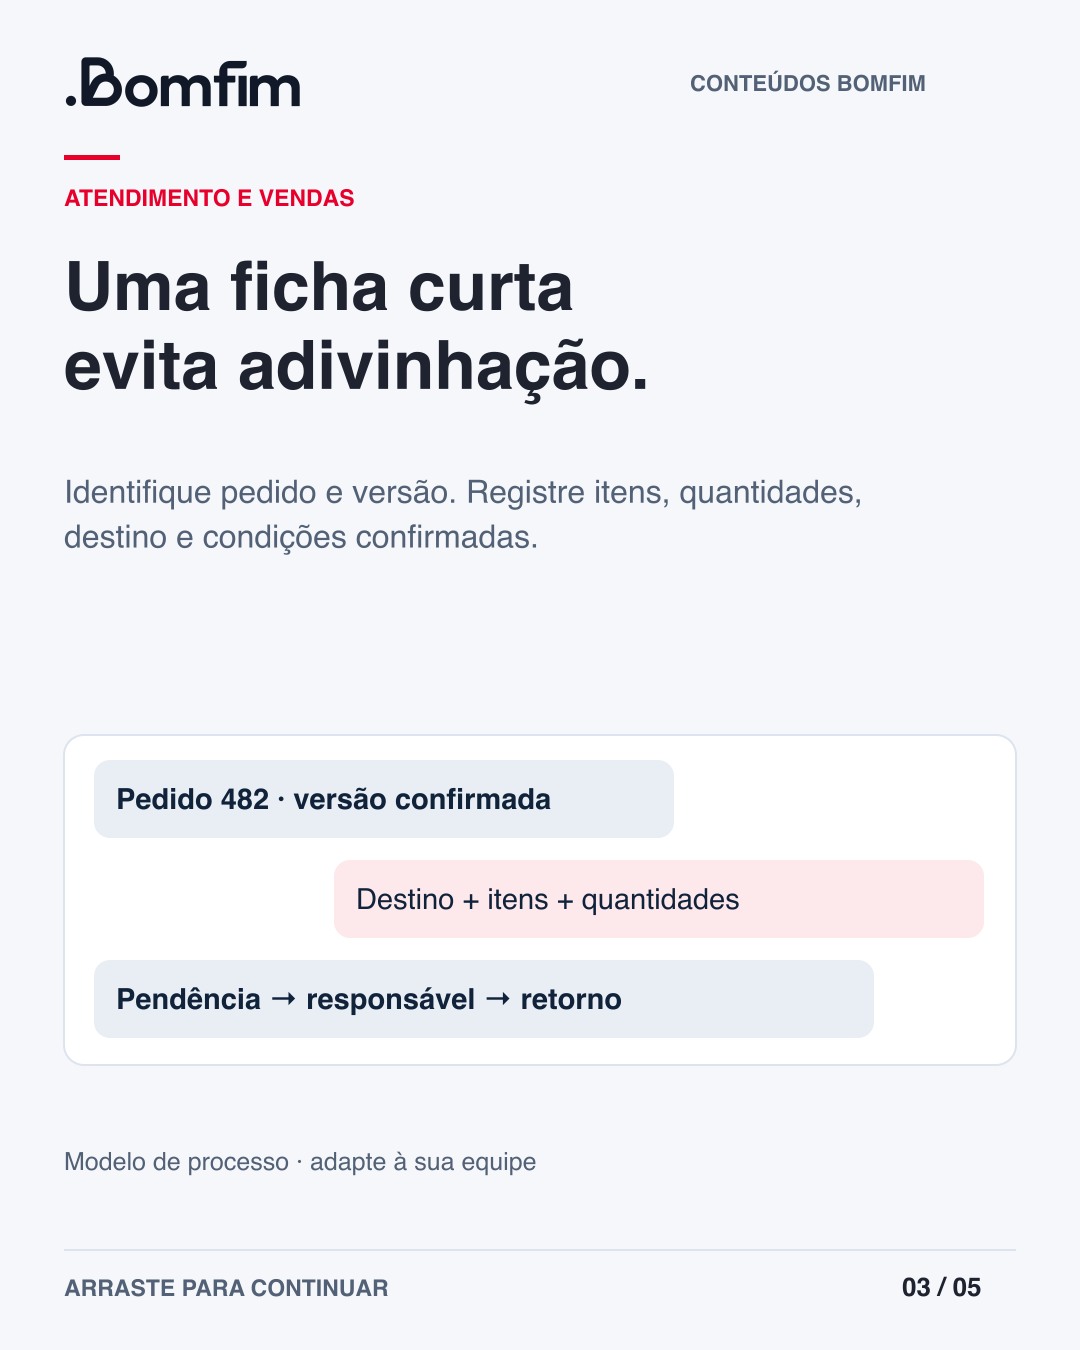 .Bomfim
CONTEÚDOS BOMFIM
ATENDIMENTO E VENDAS
Uma ficha curta
evita adivinhação.
Identifique pedido e versão. Registre itens, quantidades,
destino e condições confirmadas.
Pedido 482 · versão confirmada
Destino + itens + quantidades
Pendência → responsável → retorno
Modelo de processo · adapte à sua equipe
ARRASTE PARA CONTINUAR
03 / 05